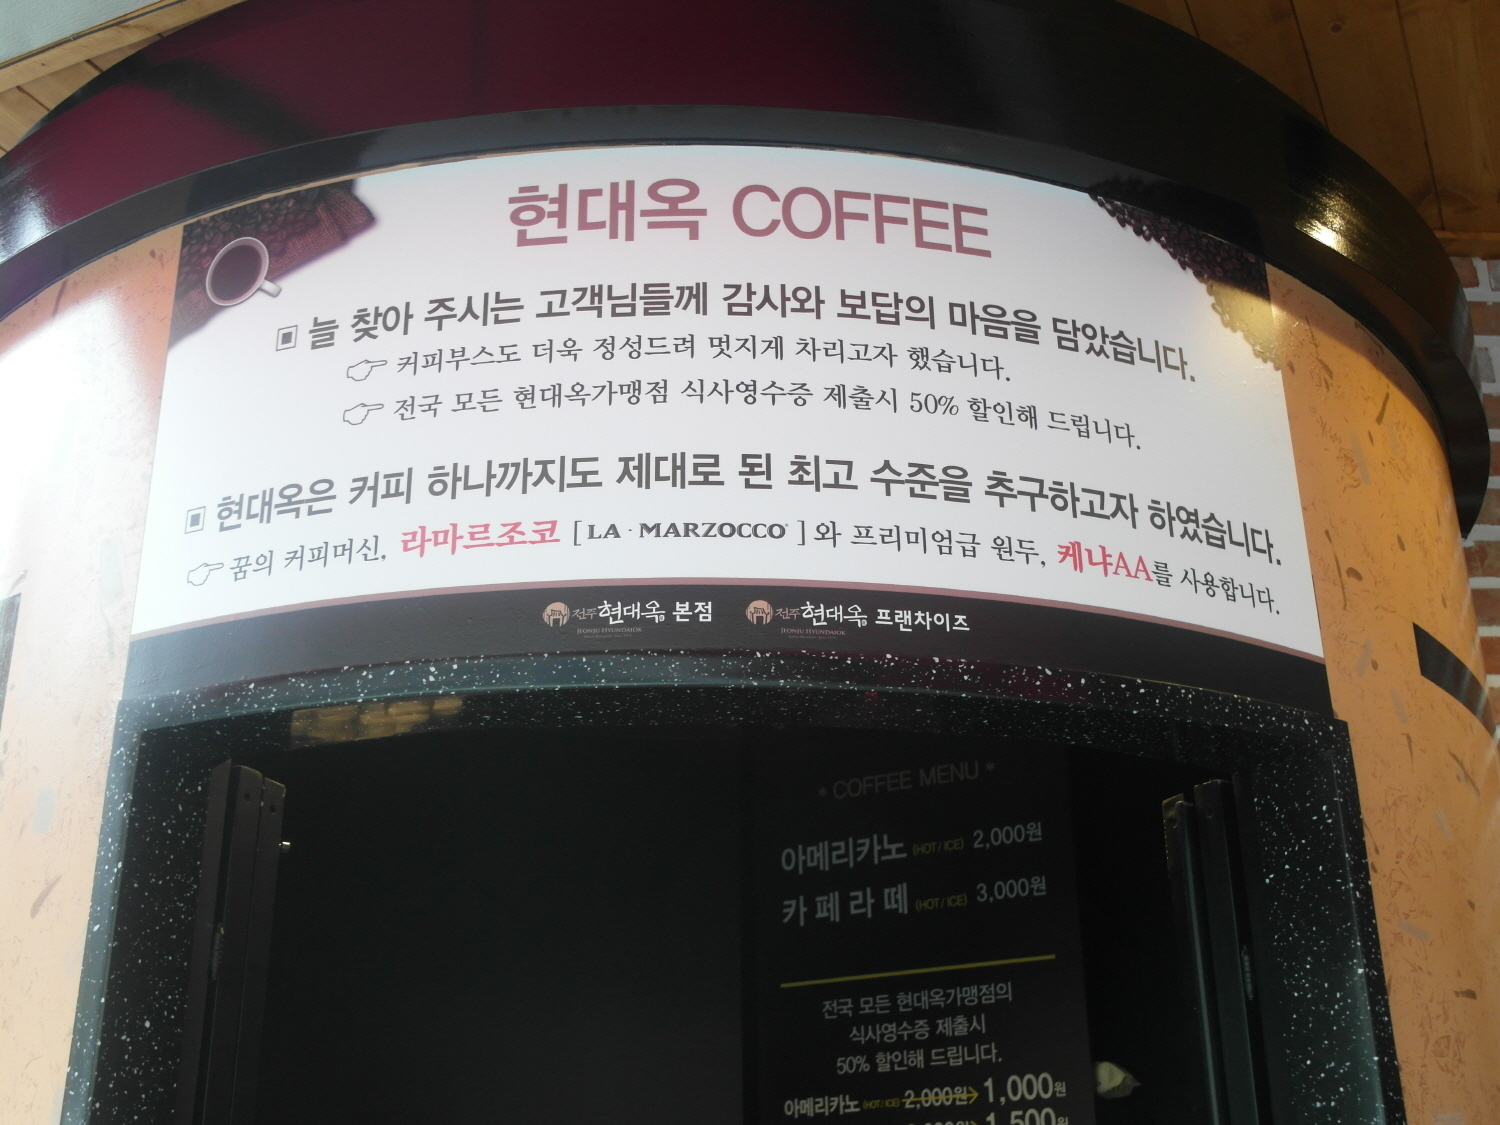 현대옥 COFFEE
▣ 늘 찾아 주시는 고객님들께 감사와 보답의 마음을 담았습니다.
☞ 커피부스도 더욱 정성드려 멋지게 차리고자 했습니다.
☞ 전국 모든 현대옥가맹점 식사영수증 제출시 50% 할인해 드립니다.
▣ 현대옥은 커피 하나까지도 제대로 된 최고 수준을 추구하고자 하였습니다.
☞ 꿈의 커피머신, 라마르조코 [ LA · MARZOCCO ] 와 프리미엄급 원두, 케냐AA를 사용합니다.
전주 현대옥 본점 전주 현대옥 프랜차이즈
JEONJU HYUNDAIOK JEONJU HYUNDAIOK
* COFFEE MENU *
아메리카노 (HOT / ICE) 2,000원
카페라떼 (HOT / ICE) 3,000원
전국 모든 현대옥가맹점의
식사영수증 제출시
50% 할인해 드립니다.
아메리카노 (HOT / ICE) 2,000원→ 1,000원
1,500원